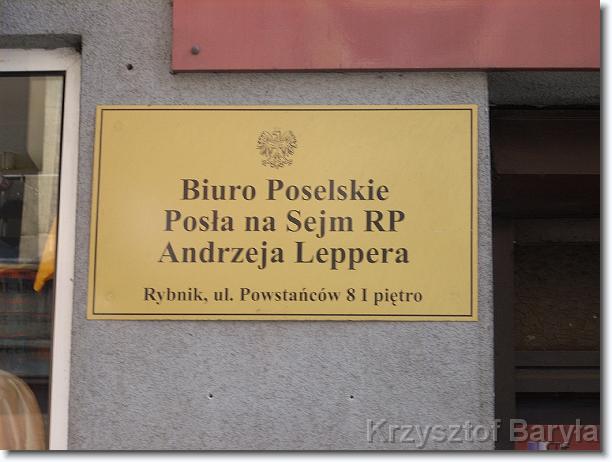 Biuro Poselskie
Posła na Sejm RP
Andrzeja Leppera
Rybnik, ul. Powstańców 8 I piętro
Krzysztof Baryła